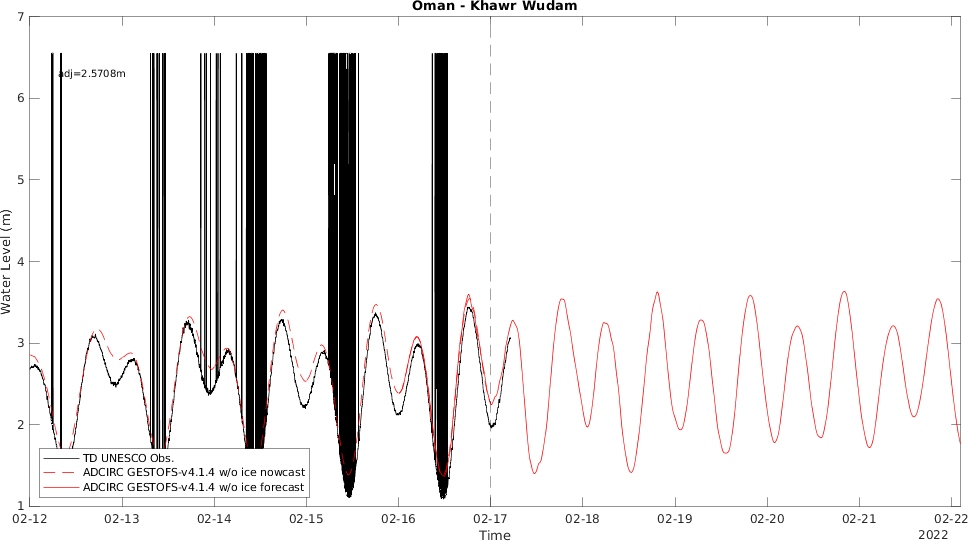 Oman - Khawr Wudam
7
6
5
4
3
2
1
Water Level (m)
adj=2.5708m
TD UNESCO Obs.
ADCIRC GESTOFS-v4.1.4 w/o ice nowcast
ADCIRC GESTOFS-v4.1.4 w/o ice forecast
02-12 02-13 02-14 02-15 02-16 02-17 02-18 02-19 02-20 02-21 02-22
Time
2022